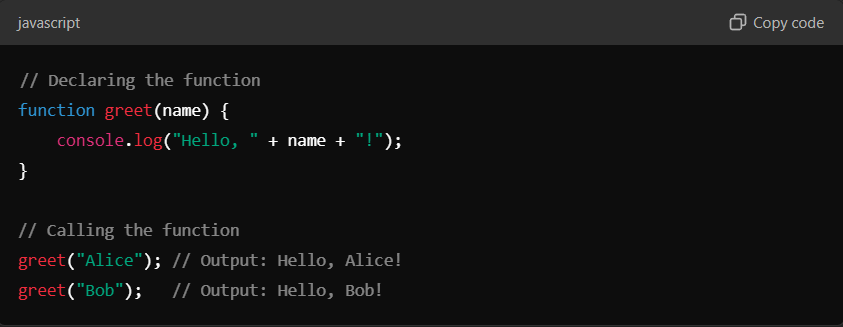 javascript
Copy code
// Declaring the function
function greet(name) {
    console.log("Hello, " + name + "!");
}
// Calling the function
greet("Alice"); // Output: Hello, Alice!
greet("Bob");   // Output: Hello, Bob!